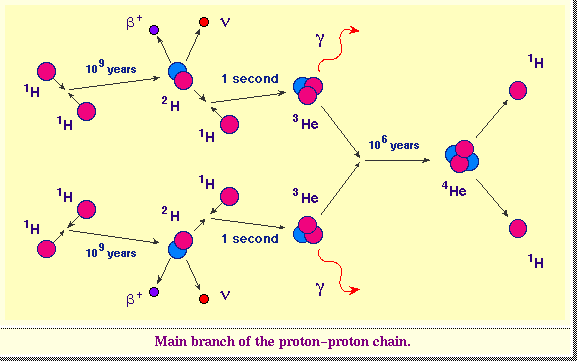 β⁺ ν γ
¹H 10⁹ years ²H 1 second ³He
¹H ¹H
¹H
10⁶ years ⁴He
¹H ¹H ³He
¹H ²H
10⁹ years 1 second
β⁺ ν γ ¹H
Main branch of the proton–proton chain.